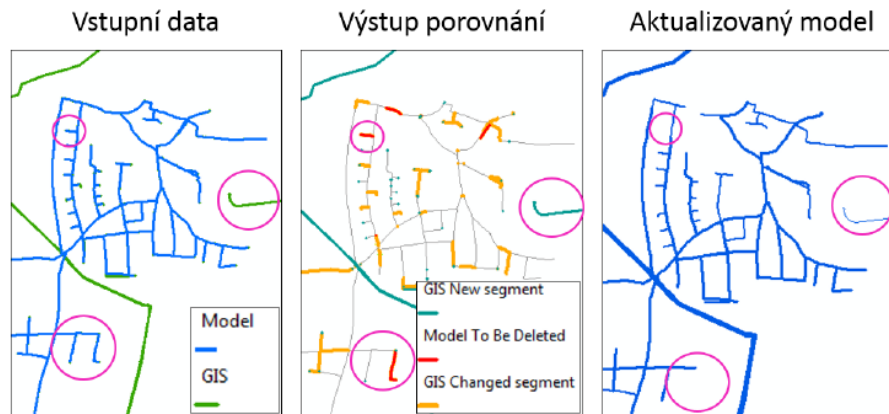 Vstupní data
Výstup porovnání
Aktualizovaný model
Model
GIS
GIS New segment
Model To Be Deleted
GIS Changed segment